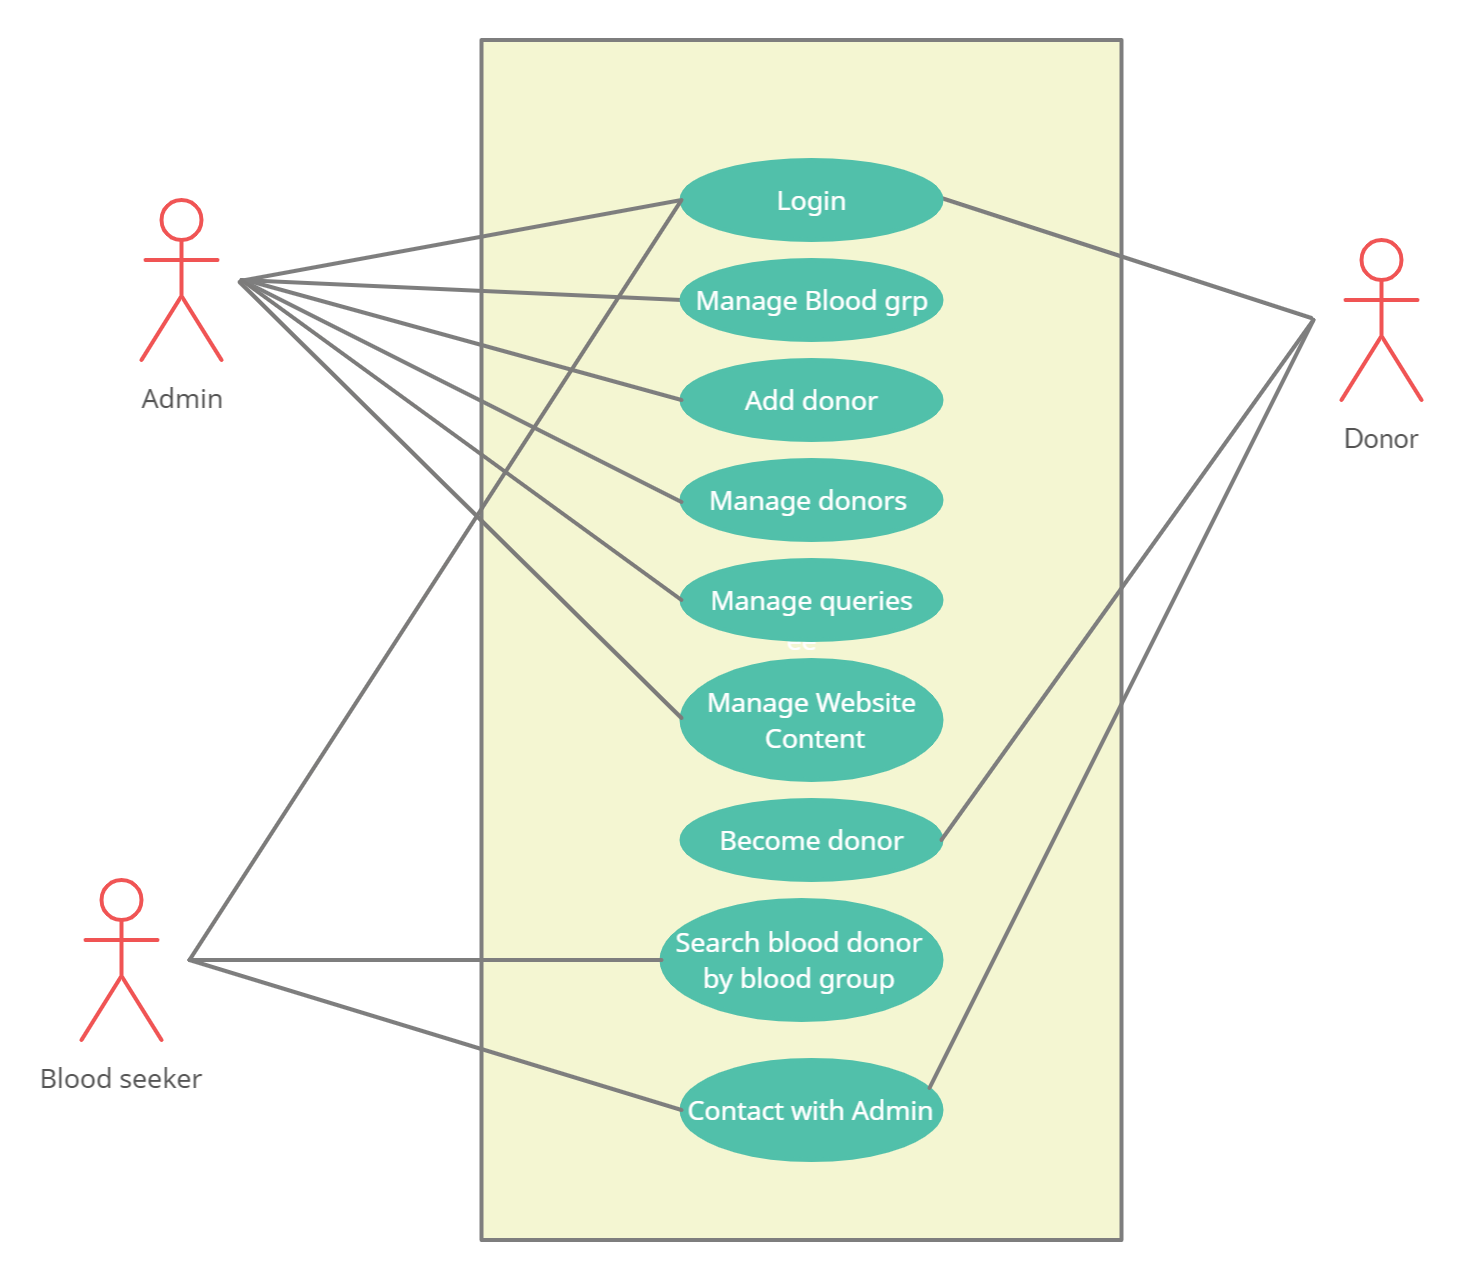 Login
Manage Blood grp
Add donor
Manage donors
Manage queries
Manage Website
Content
Become donor
Search blood donor
by blood group
Contact with Admin
Admin
Donor
Blood seeker